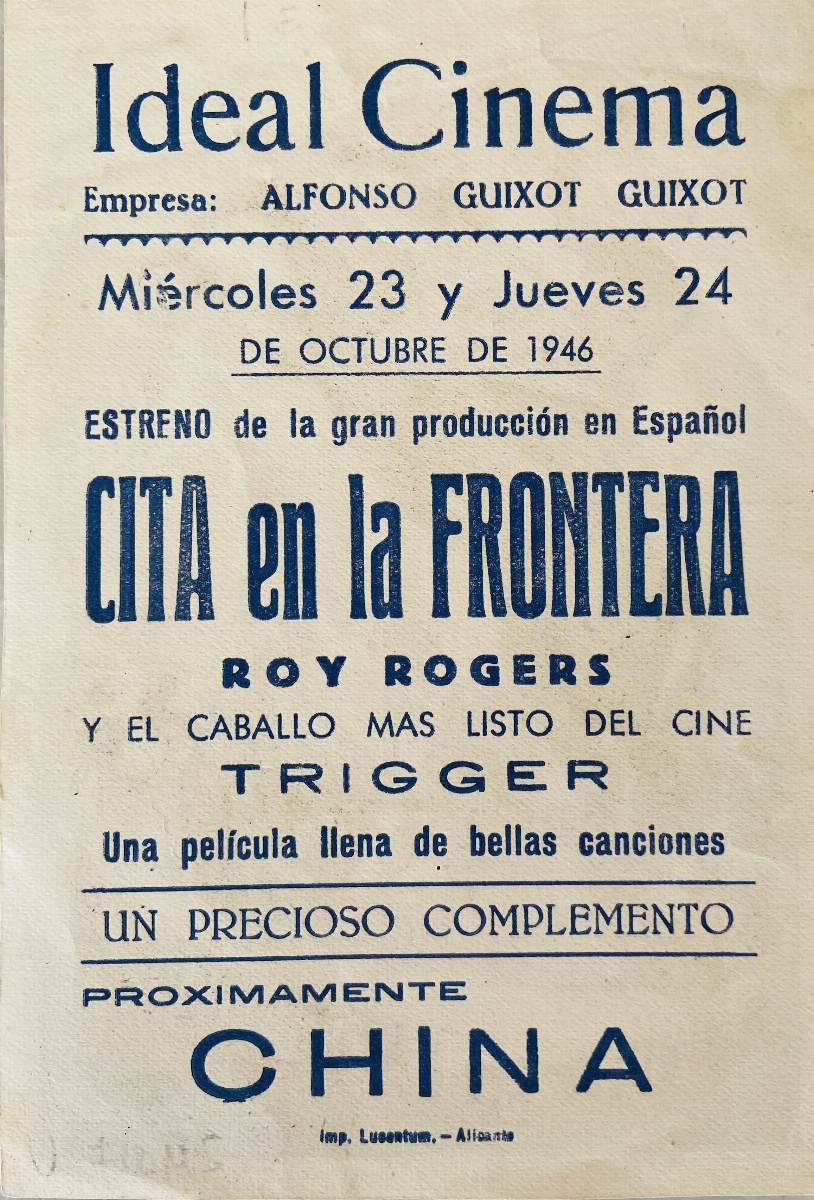 Ideal Cinema
Empresa: ALFONSO GUIXOT GUIXOT
Miércoles 23 y Jueves 24
DE OCTUBRE DE 1946
ESTRENO de la gran producción en Español
CITA en la FRONTERA
ROY ROGERS
Y EL CABALLO MAS LISTO DEL CINE
TRIGGER
Una película llena de bellas canciones
UN PRECIOSO COMPLEMENTO
PROXIMAMENTE
CHINA
Imp. Lucentum. - Alicante